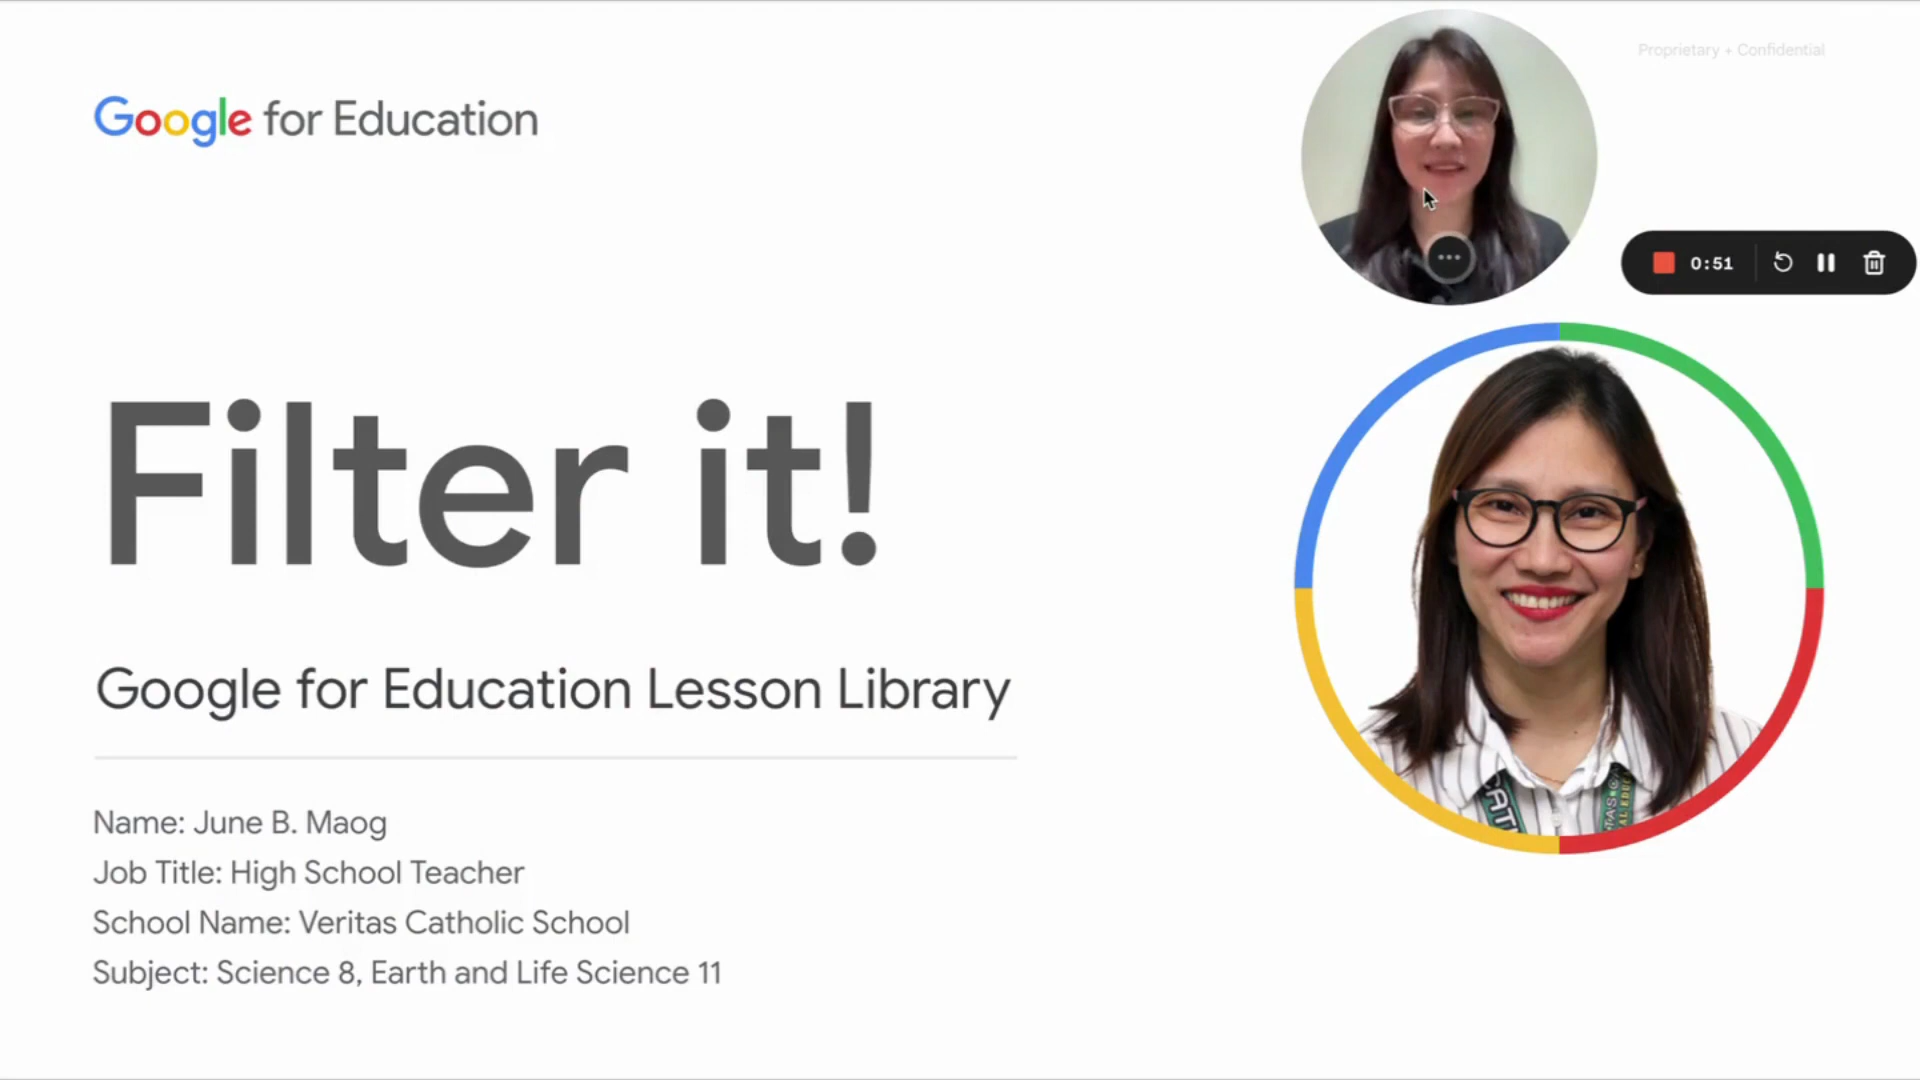 Proprietary + Confidential
Google for Education
0:51
Filter it!
Google for Education Lesson Library
Name: June B. Maog
Job Title: High School Teacher
School Name: Veritas Catholic School
Subject: Science 8, Earth and Life Science 11